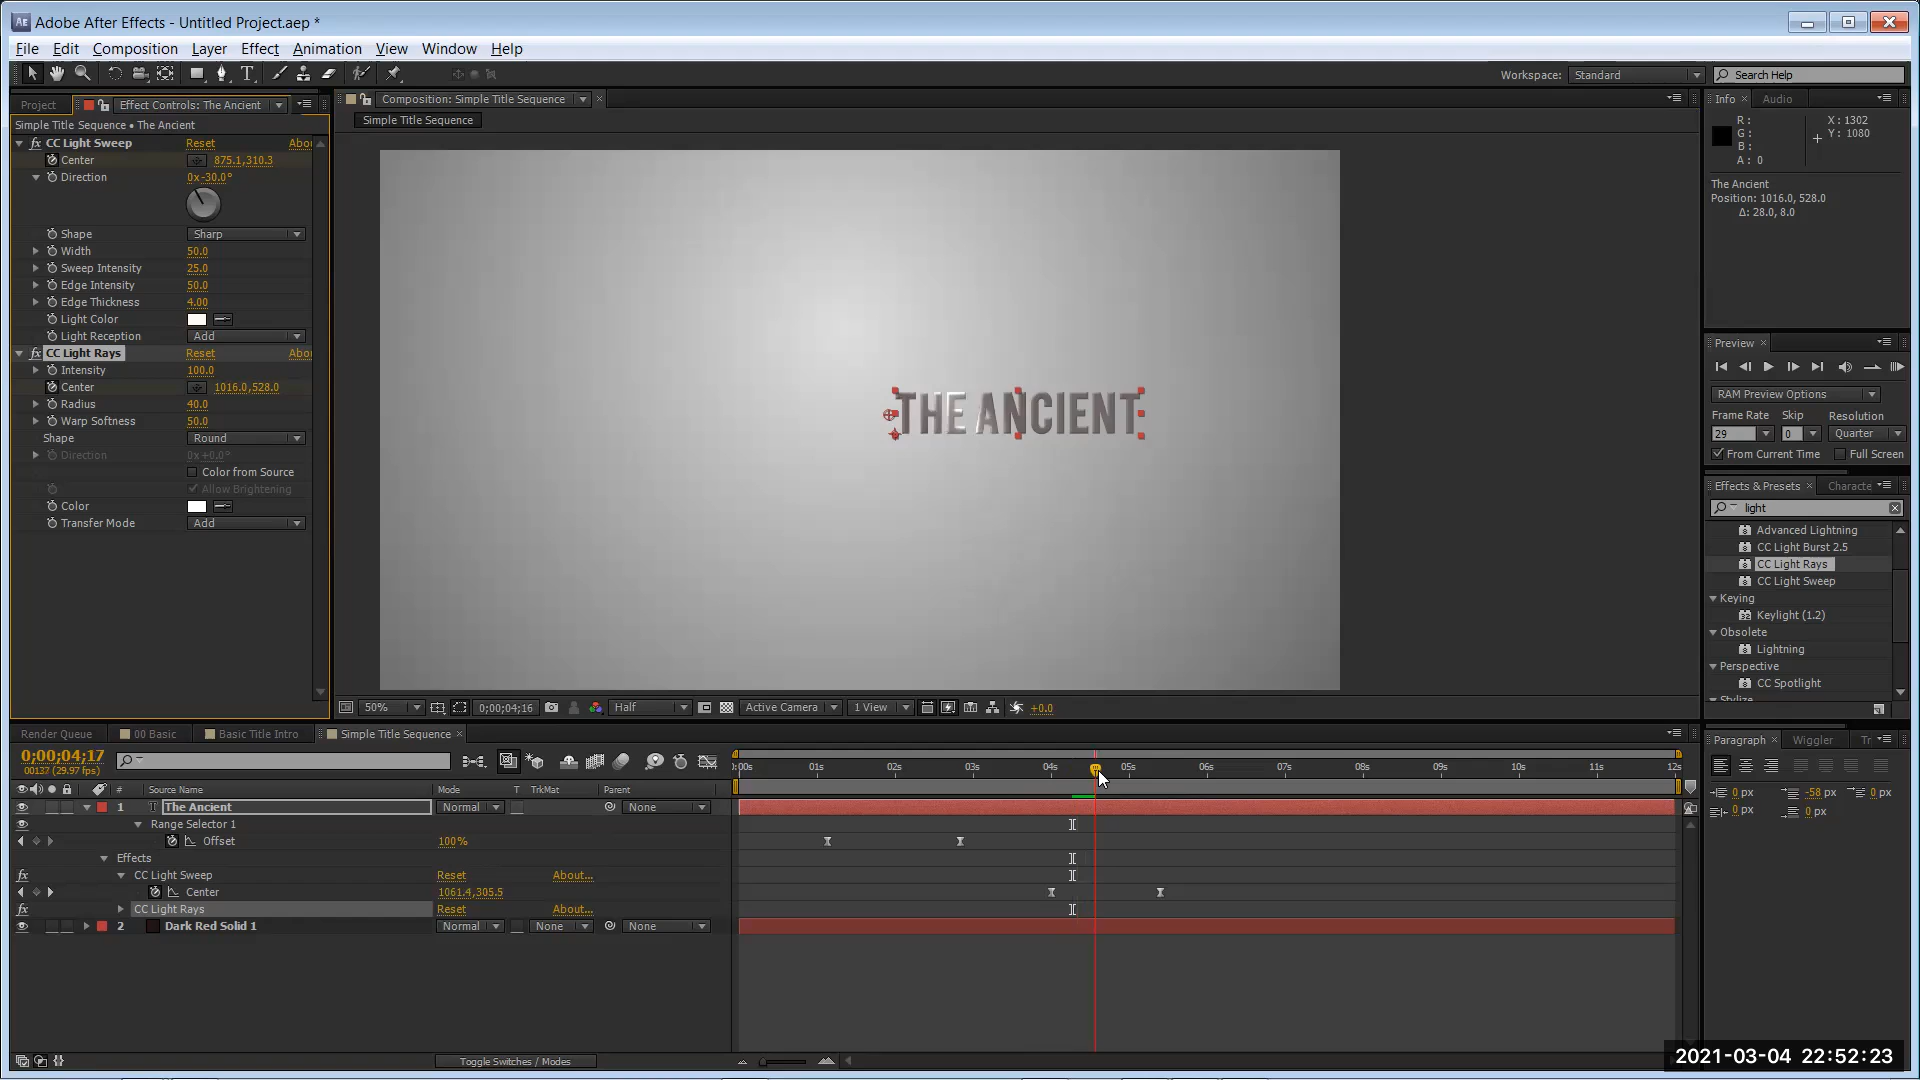 Adobe After Effects - Untitled Project.aep *
File Edit Composition Layer Effect Animation View Window Help
Workspace: Standard Search Help
Project Effect Controls: The Ancient
Composition: Simple Title Sequence
Simple Title Sequence
Info Audio
Simple Title Sequence • The Ancient
CC Light Sweep Reset Abou
Center 875.1,310.3
Direction 0x-30.0°
Shape Sharp
Width 50.0
Sweep Intensity 25.0
Edge Intensity 50.0
Edge Thickness 4.00
Light Color
Light Reception Add
CC Light Rays Reset Abou
Intensity 100.0
Center 1016.0,528.0
Radius 40.0
Warp Softness 50.0
Shape Round
Direction 0x+0.0°
Color from Source
Allow Brightening
Color
Transfer Mode Add
THE ANCIENT
50% 0;00;04;16 Half Active Camera 1 View +0.0
R:
G:
B:
A: 0
X: 1302
Y: 1080
The Ancient
Position: 1016.0, 528.0
Δ: 28.0, 8.0
Preview
RAM Preview Options
Frame Rate Skip Resolution
29 0 Quarter
From Current Time Full Screen
Effects & Presets Characte
light
Advanced Lightning
CC Light Burst 2.5
CC Light Rays
CC Light Sweep
Keying
Keylight (1.2)
Obsolete
Lightning
Perspective
CC Spotlight
Stylize
Render Queue 00 Basic Basic Title Intro Simple Title Sequence
0;00;04;17
00137 (29.97 fps)
# Source Name Mode T TrkMat Parent
1 T The Ancient Normal None
Range Selector 1
Offset 100%
Effects
CC Light Sweep Reset About...
Center 1061.4,305.5
CC Light Rays Reset About...
2 Dark Red Solid 1 Normal None None
Toggle Switches / Modes
0:00s 01s 02s 03s 04s 05s 06s 07s 08s 09s 10s 11s 12s
Paragraph Wiggler Tr
0 px -58 px 0 px
0 px 0 px
2021-03-04 22:52:23